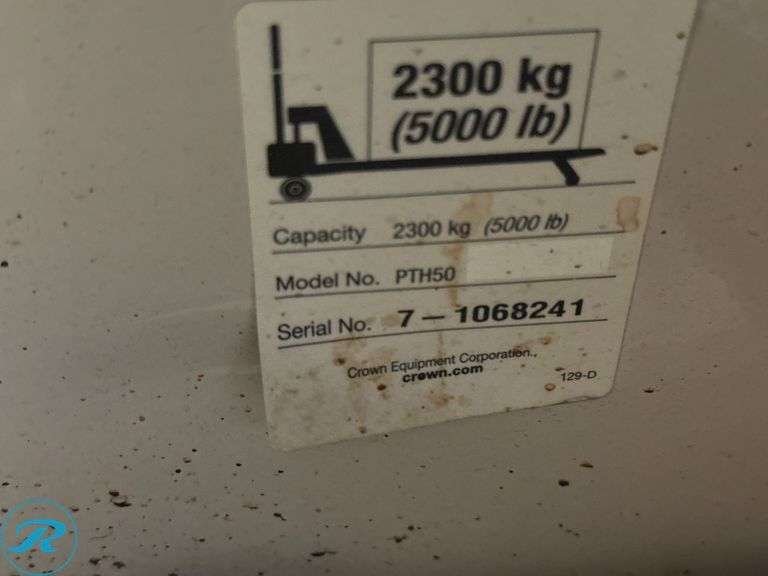 2300 kg
(5000 lb)
Capacity 2300 kg (5000 lb)
Model No. PTH50
Serial No. 7-1068241
Crown Equipment Corporation.,
crown.com
129-D
R